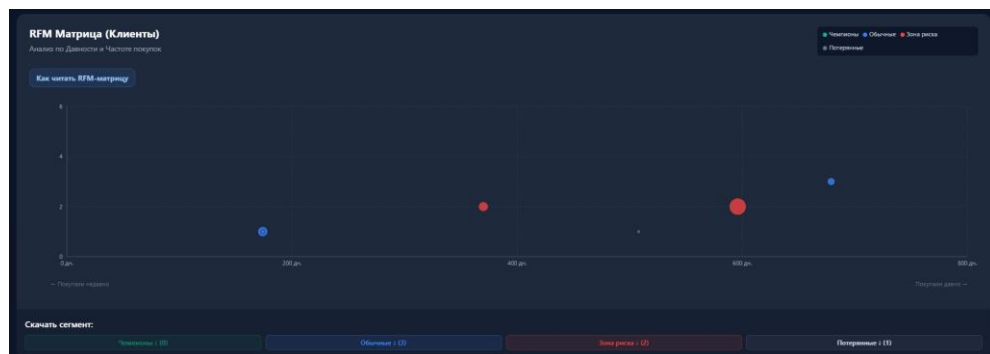 RFM Матрица (Клиенты)
Анализ по Давности и Частоте покупок
Чемпионы Обычные Зона риска
Потерянные
Как читать RFM-матрицу
6
4
2
0
0 дн. 200 дн. 400 дн. 600 дн. 800 дн.
← Покупали недавно Покупали давно →
Скачать сегмент:
Чемпионы ↓ (0) Обычные ↓ (3) Зона риска ↓ (2) Потерянные ↓ (1)